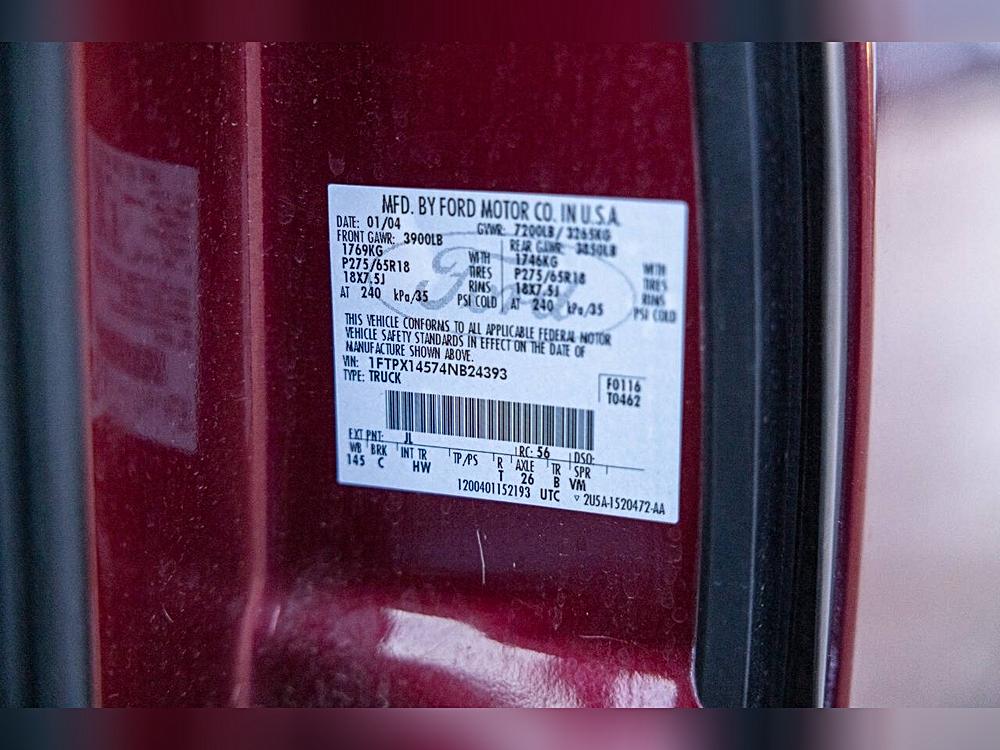 MFD. BY FORD MOTOR CO. IN U.S.A.
DATE: 01/04 GVWR: 7200LB / 3265KG
FRONT GAWR: 3900LB REAR GAWR: 3850LB
1769KG WITH 1746KG WITH
P275/65R18 TIRES P275/65R18 TIRES
18X7.5J RINS 18X7.5J RINS
AT 240 kPa/35 PSI COLD AT 240 kPa/35 PSI COLD
Ford
THIS VEHICLE CONFORMS TO ALL APPLICABLE FEDERAL MOTOR
VEHICLE SAFETY STANDARDS IN EFFECT ON THE DATE OF
MANUFACTURE SHOWN ABOVE.
VIN: 1FTPX14574NB24393
TYPE: TRUCK
F0116
T0462
EXT PNT: JL RC: 56 DSO:
WB BRK INT TR TP/PS R AXLE TR SPR
145 C HW T 26 B VM
1200401152193 UTC ▽ 2U5A-1520472-AA